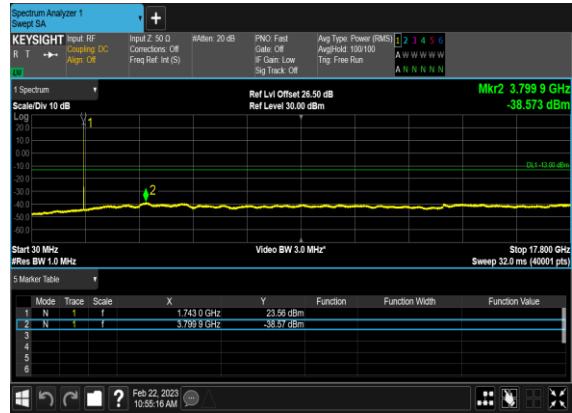 Spectrum Analyzer 1
Swept SA
+
KEYSIGHT Input: RF Input Z: 50 Ω #Atten: 20 dB PNO: Fast Avg Type: Power (RMS) 1 2 3 4 5 6
R T Coupling: DC Corrections: Off Gate: Off Avg|Hold: 100/100 A W W W W W
Align: Off Freq Ref: Int (S) IF Gain: Low Trig: Free Run
LW Sig Track: Off A N N N N N
1 Spectrum Ref Lvl Offset 26.50 dB Mkr2 3.799 9 GHz
Scale/Div 10 dB Ref Level 30.00 dBm -38.573 dBm
Log
20.0
10.0
0.00
-10.0
-20.0
-30.0
-40.0
-50.0
-60.0
1
2
DL1 -13.00 dBm
Start 30 MHz Video BW 3.0 MHz* Stop 17.800 GHz
#Res BW 1.0 MHz Sweep 32.0 ms (40001 pts)
5 Marker Table
Mode Trace Scale X Y Function Function Width Function Value
1 N 1 f 1.743 0 GHz 23.56 dBm
2 N 1 f 3.799 9 GHz -38.57 dBm
3
4
5
6
? Feb 22, 2023
10:55:16 AM